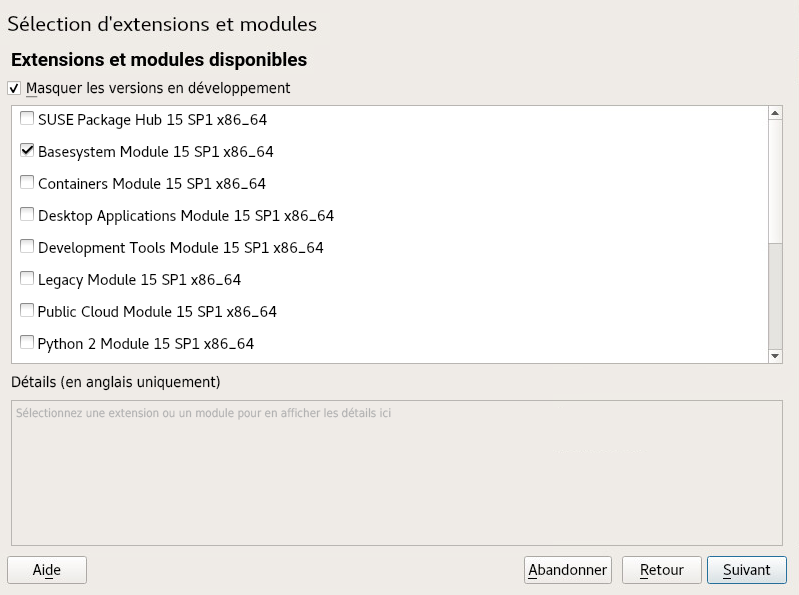 Sélection d'extensions et modules
Extensions et modules disponibles
Masquer les versions en développement
SUSE Package Hub 15 SP1 x86_64
Basesystem Module 15 SP1 x86_64
Containers Module 15 SP1 x86_64
Desktop Applications Module 15 SP1 x86_64
Development Tools Module 15 SP1 x86_64
Legacy Module 15 SP1 x86_64
Public Cloud Module 15 SP1 x86_64
Python 2 Module 15 SP1 x86_64
Détails (en anglais uniquement)
Sélectionnez une extension ou un module pour en afficher les détails ici
Aide
Abandonner
Retour
Suivant